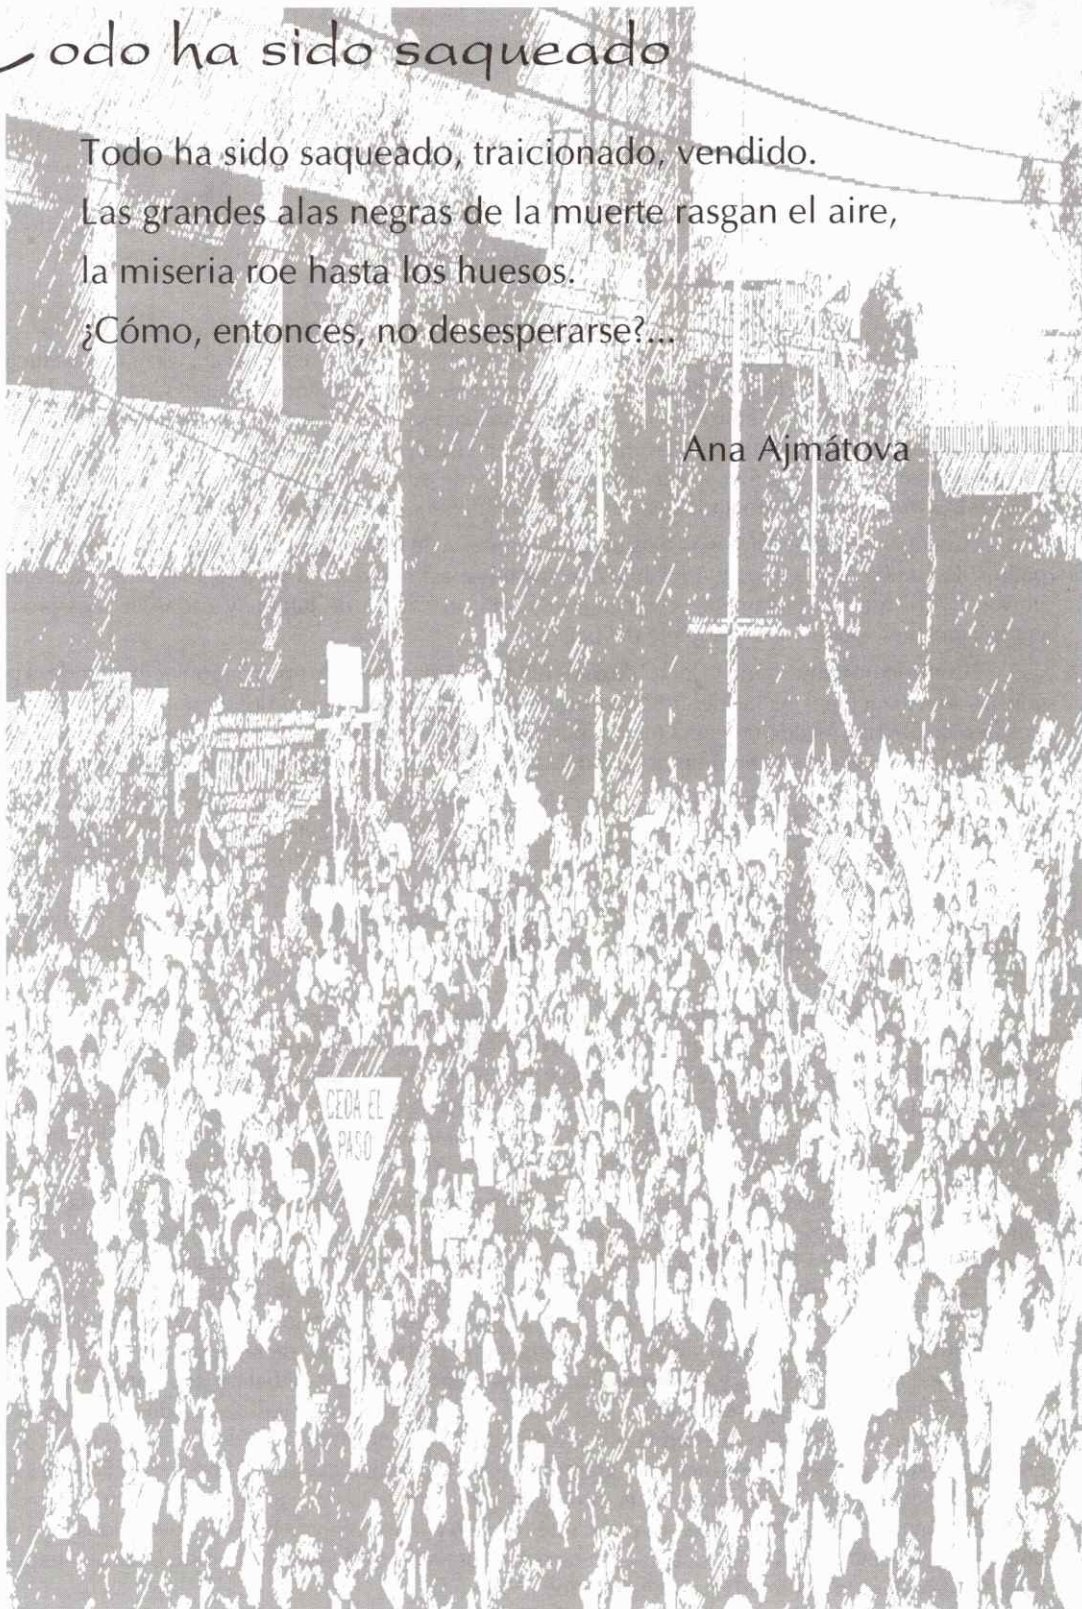 Todo ha sido saqueado
Todo ha sido saqueado, traicionado, vendido.
Las grandes alas negras de la muerte rasgan el aire,
la miseria roe hasta los huesos.
¿Cómo, entonces, no desesperarse?...
Ana Ajmátova
CEDA EL
PASO